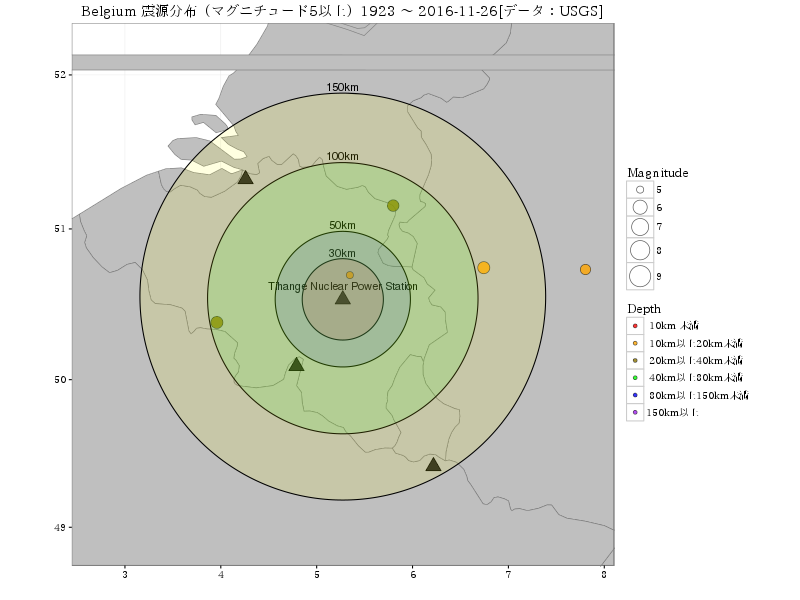 Belgium 震源分布（マグニチュード5以上）1923 ～ 2016-11-26[データ：USGS]
52
51
50
49
3
4
5
6
7
8
150km
100km
50km
30km
Tihange Nuclear Power Station
Magnitude
5
6
7
8
9
Depth
10km 未満
10km以上20km未満
20km以上40km未満
40km以上80km未満
80km以上150km未満
150km以上